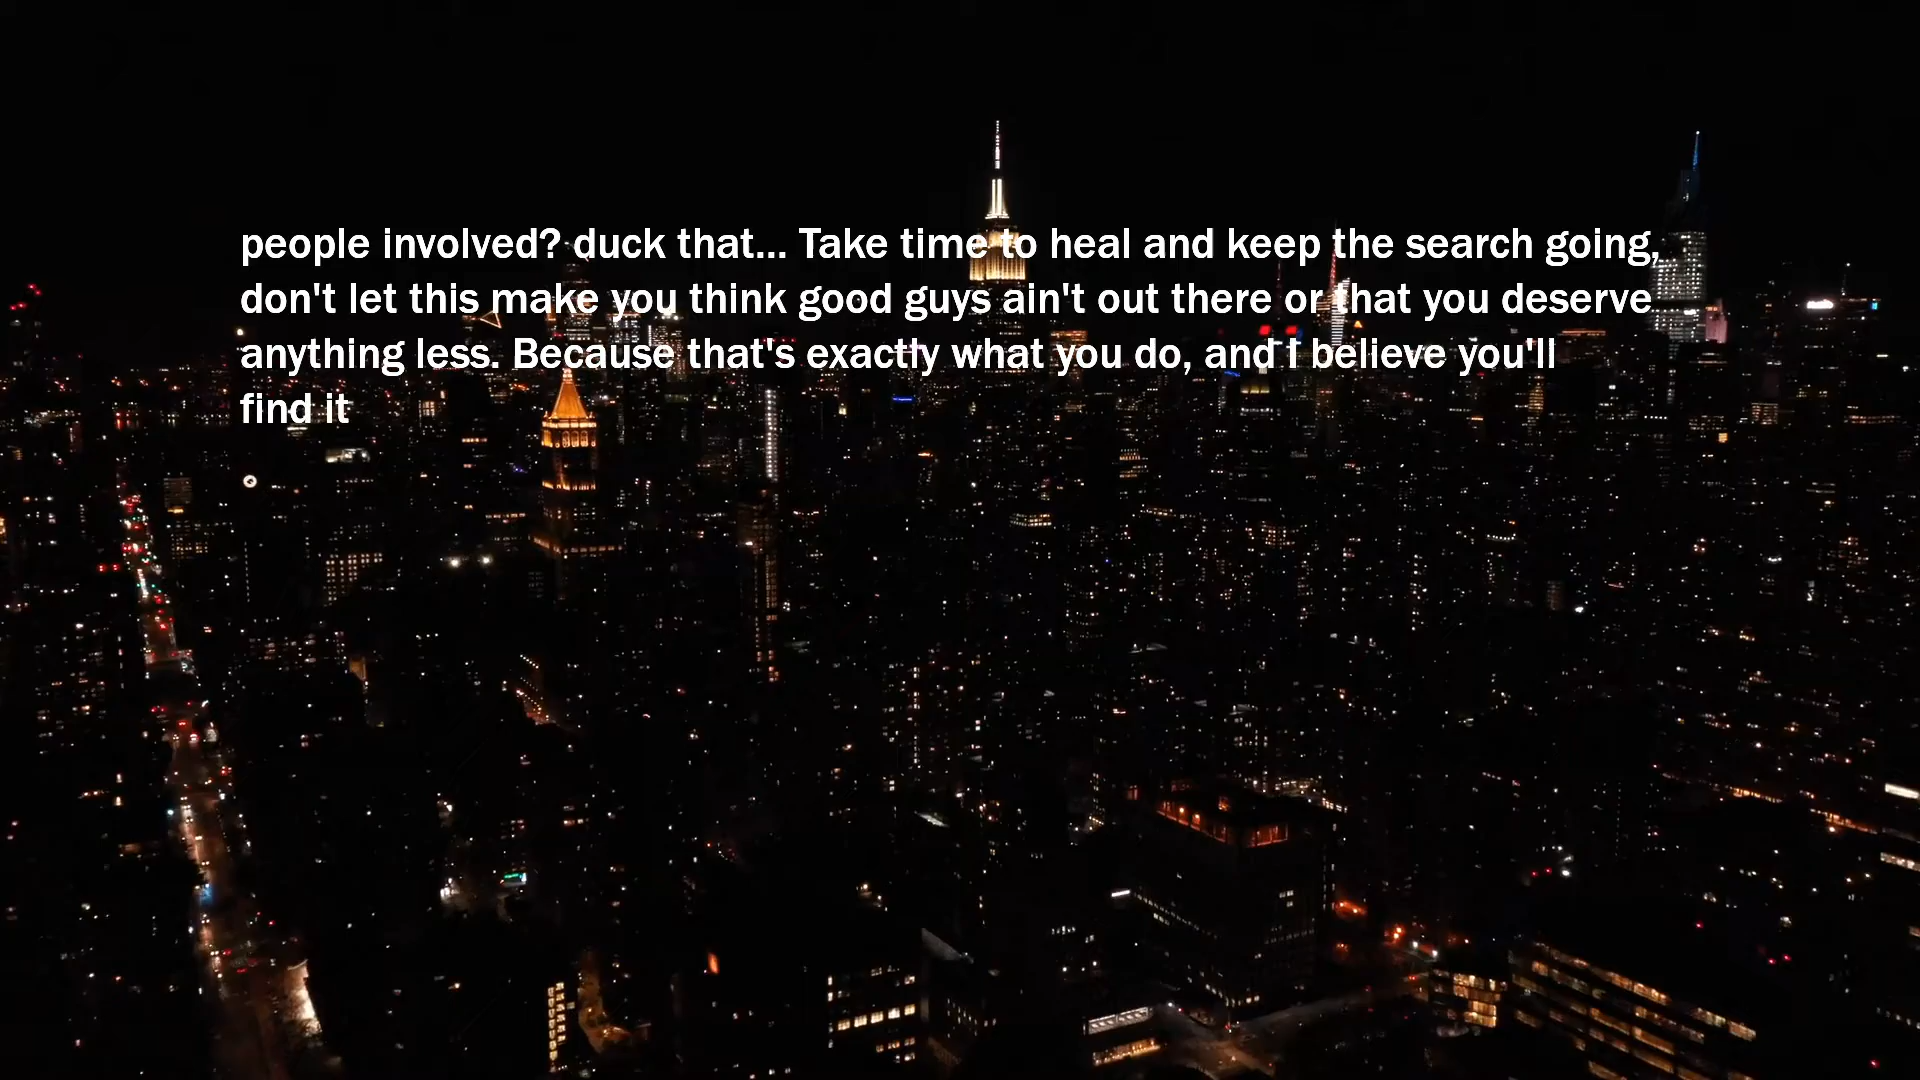 people involved? duck that... Take time to heal and keep the search going,
don't let this make you think good guys ain't out there or that you deserve
anything less. Because that's exactly what you do, and I believe you'll
find it